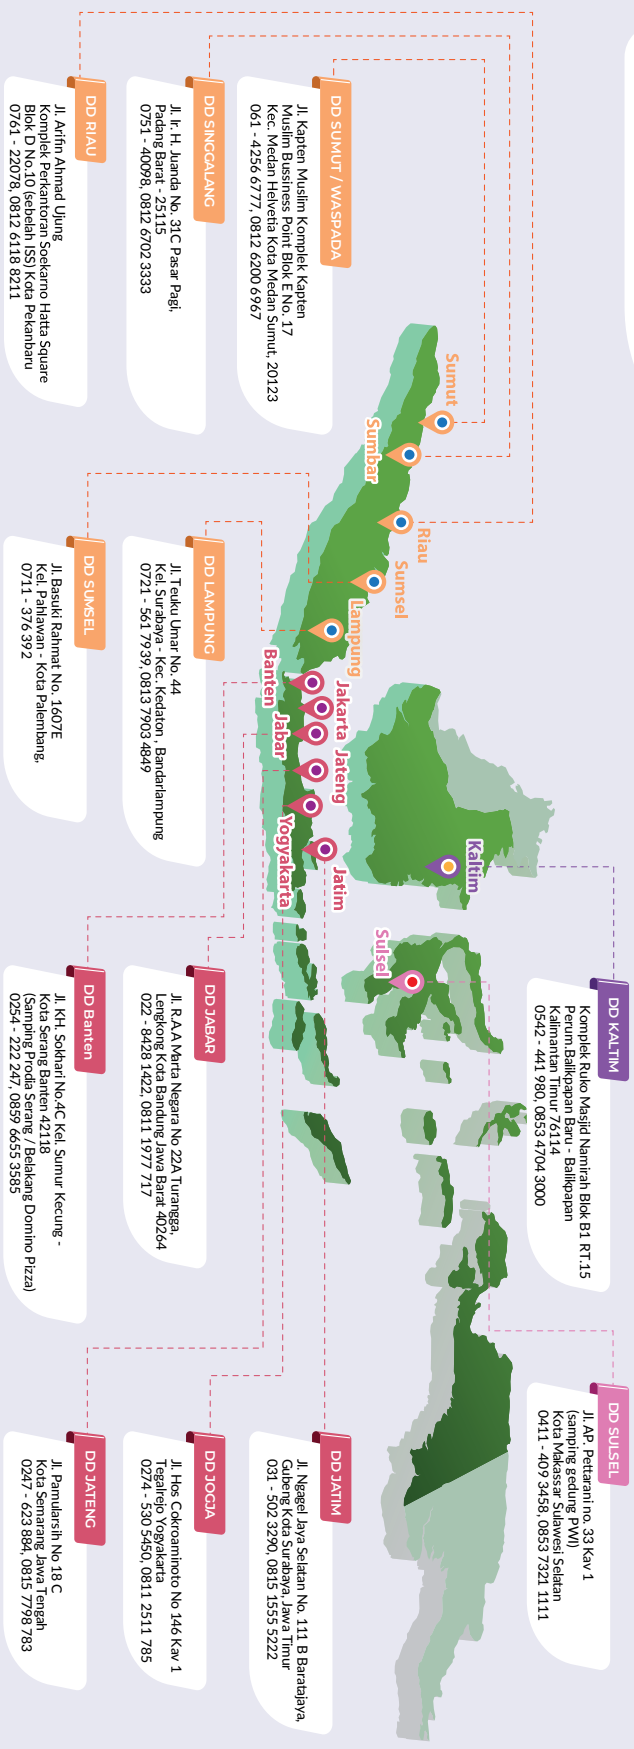 DD SUMUT / WASPADA
Jl. Kapten Muslim Komplek Kapten
Muslim Bussiness Point Blok E No. 17
Kec. Medan Helvetia Kota Medan Sumut, 20123
061 - 4256 6777, 0812 6200 6967
DD SINGGALANG
Jl. Ir. H. Juanda No. 31C Pasar Pagi,
Padang Barat - 25115
0751 - 40098, 0812 6702 3333
DD RIAU
Jl. Arifin Ahmad Ujung
Komplek Perkantoran Soekarno Hatta Square
Blok D No.10 (sebelah ISS) Kota Pekanbaru
0761 - 22078, 0812 6118 8211
DD LAMPUNG
Jl. Teuku Umar No. 44
Kel. Surabaya - Kec. Kedaton , Bandarlampung
0721 - 561 7939, 0813 7903 4849
DD SUMSEL
Jl. Basuki Rahmat No. 1607E
Kel. Pahlawan - Kota Palembang,
0711 - 376 392
Sumut
Sumbar
Riau
Sumsel
Lampung
Banten
Jakarta
Jabar
Jateng
Yogyakarta
Jatim
Kaltim
Sulsel
DD KALTIM
Komplek Ruko Masjid Namirah Blok B1 RT.15
Perum.Balikpapan Baru - Balikpapan
Kalimantan Timur 76114
0542 - 441 980, 0853 4704 3000
DD SULSEL
Jl. AP. Pettarani no. 33 Kav 1
(samping gedung PWI)
Kota Makassar Sulawesi Selatan
0411 - 409 3458, 0853 7321 1111
DD JABAR
Jl. R.A.A Marta Negara No 22A Turangga,
Lengkong Kota Bandung Jawa Barat 40264
022 - 8428 1422, 0811 1977 717
DD Banten
Jl. KH. Sokhari No.4C Kel. Sumur Kecung -
Kota Serang Banten 42118
(Samping Prodia Serang / Belakang Domino Pizza)
0254 - 222 247, 0859 6655 3585
DD JATIM
Jl. Ngagel Jaya Selatan No. 111 B Baratajaya,
Gubeng Kota Surabaya, Jawa Timur
031 - 502 3290, 0815 1555 5222
DD JOGJA
Jl. Hos Cokroaminoto No 146 Kav 1
Tegalrejo Yogyakarta
0274 - 530 5450, 0811 2511 785
DD JATENG
Jl. Pamularsih No 18 C
Kota Semarang Jawa Tengah
0247 - 623 884, 0815 7798 783